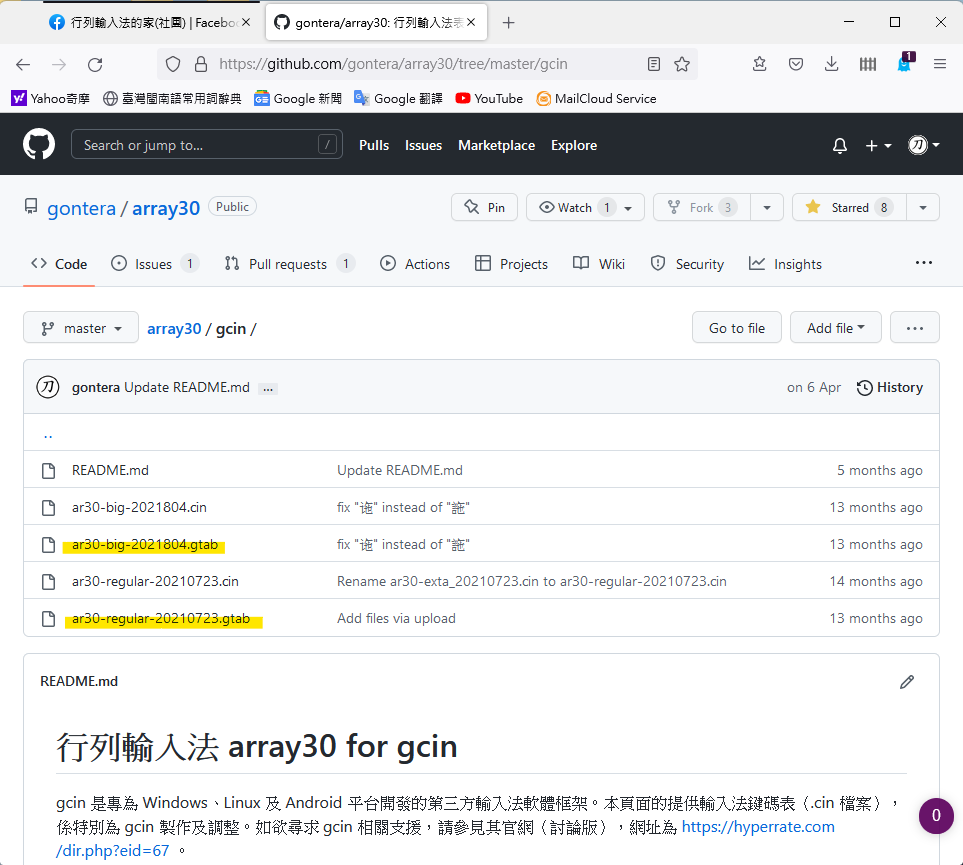 行列輸入法的家(社團) | Faceboo
gontera/array30: 行列輸入法表
https://github.com/gontera/array30/tree/master/gcin
1
Yahoo奇摩 臺灣閩南語常用詞辭典 Google 新聞 Google 翻譯 YouTube MailCloud Service
Search or jump to... / Pulls Issues Marketplace Explore
gontera / array30 Public Pin Watch 1 Fork 3 Starred 8
Code Issues 1 Pull requests 1 Actions Projects Wiki Security Insights ...
master array30 / gcin / Go to file Add file ...
gontera Update README.md ... on 6 Apr History
..
README.md Update README.md 5 months ago
ar30-big-2021804.cin fix "𧦧" instead of "䛠" 13 months ago
ar30-big-2021804.gtab fix "𧦧" instead of "䛠" 13 months ago
ar30-regular-20210723.cin Rename ar30-exta_20210723.cin to ar30-regular-20210723.cin 14 months ago
ar30-regular-20210723.gtab Add files via upload 13 months ago
README.md
行列輸入法 array30 for gcin
gcin 是專為 Windows、Linux 及 Android 平台開發的第三方輸入法軟體框架。本頁面的提供輸入法鍵碼表（.cin 檔案），
係特別為 gcin 製作及調整。如欲尋求 gcin 相關支援，請參見其官網（討論版），網址為 https://hyperrate.com
/dir.php?eid=67 。
0